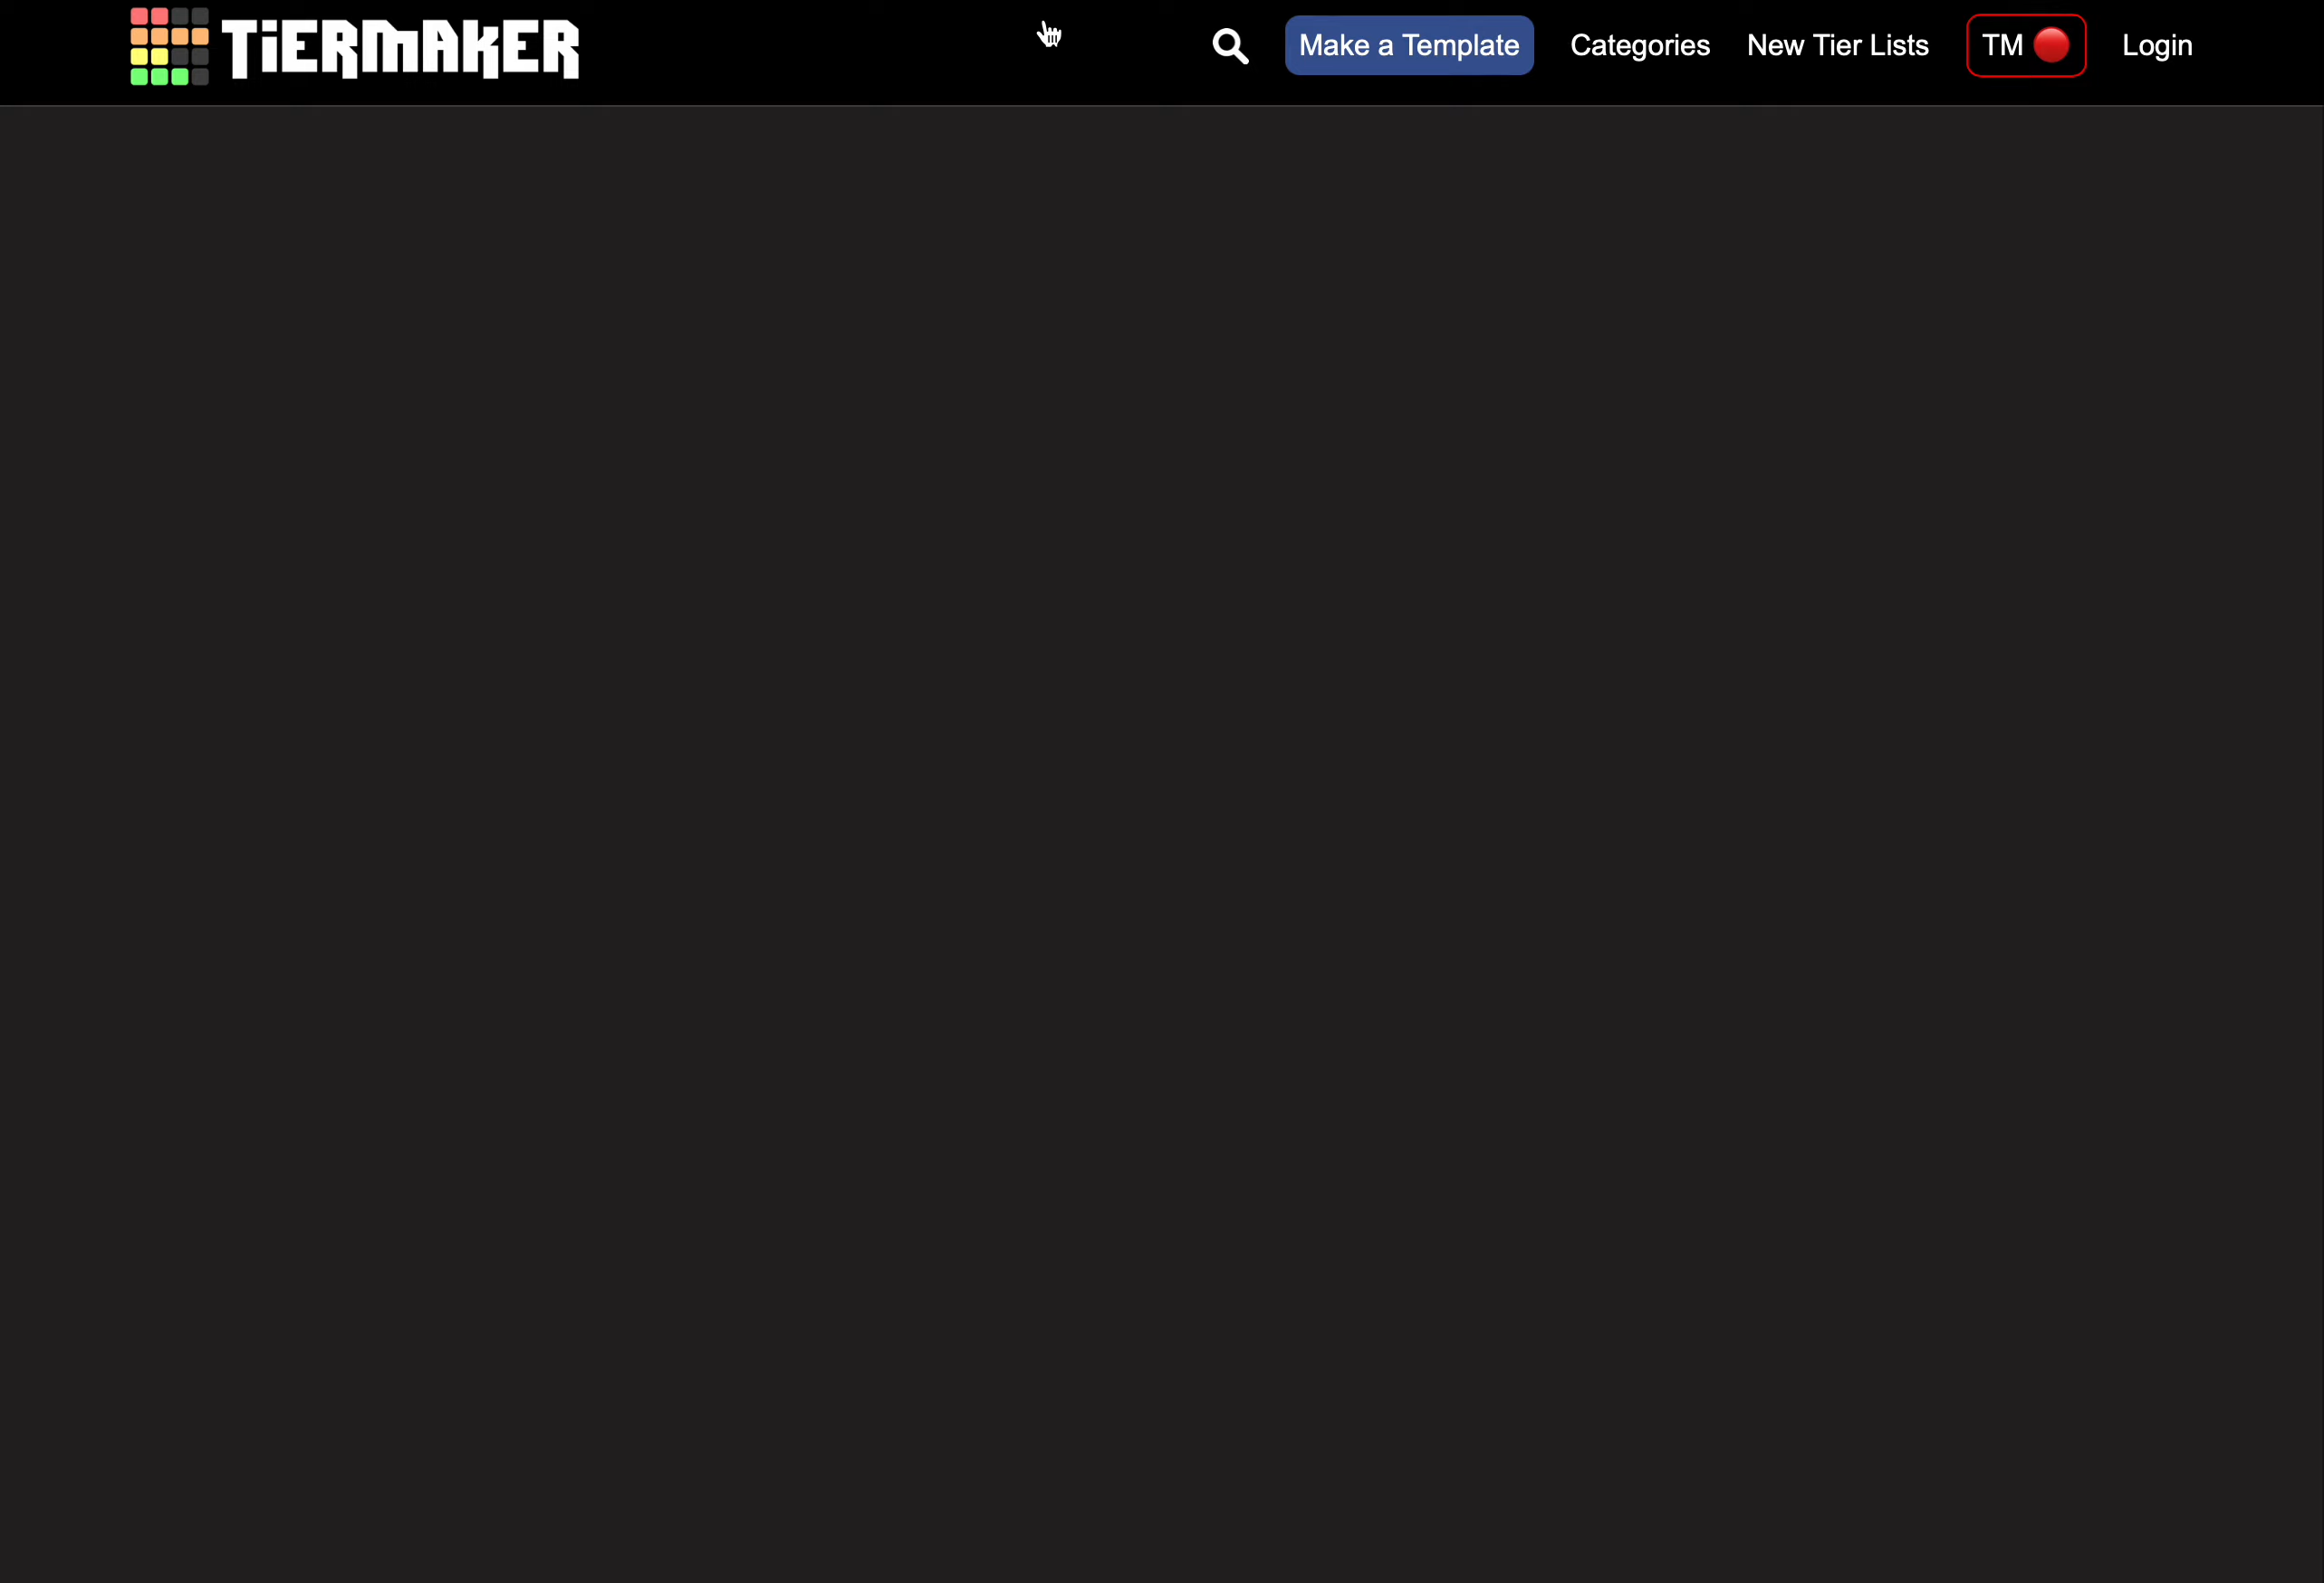 TiERMAKER
Make a Template
Categories
New Tier Lists
TM
Login